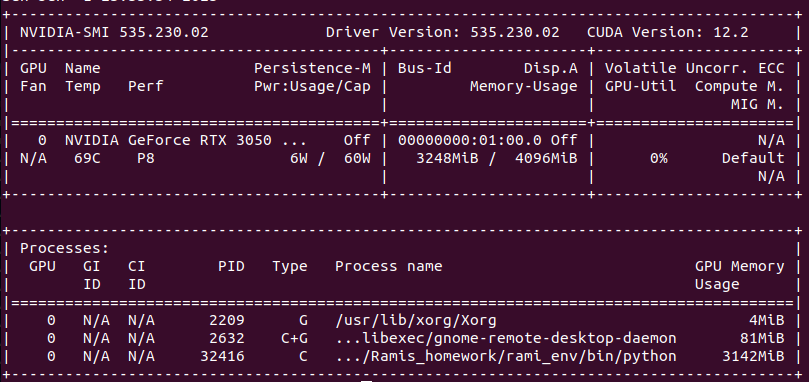 +---------------------------------------------------------------------------------------+
| NVIDIA-SMI 535.230.02             Driver Version: 535.230.02   CUDA Version: 12.2     |
|-----------------------------------------+----------------------+----------------------+
| GPU  Name                 Persistence-M | Bus-Id        Disp.A | Volatile Uncorr. ECC |
| Fan  Temp   Perf          Pwr:Usage/Cap |         Memory-Usage | GPU-Util  Compute M. |
|                                         |                      |               MIG M. |
|=========================================+======================+======================|
|   0  NVIDIA GeForce RTX 3050 ...    Off | 00000000:01:00.0 Off |                  N/A |
| N/A   69C    P8               6W /  60W |   3248MiB /  4096MiB |      0%      Default |
|                                         |                      |                  N/A |
+-----------------------------------------+----------------------+----------------------+
+---------------------------------------------------------------------------------------+
| Processes:                                                                            |
|  GPU   GI   CI        PID   Type   Process name                            GPU Memory |
|        ID   ID                                                             Usage      |
|=======================================================================================|
|    0   N/A  N/A      2209      G   /usr/lib/xorg/Xorg                            4MiB |
|    0   N/A  N/A      2632    C+G   ...libexec/gnome-remote-desktop-daemon       81MiB |
|    0   N/A  N/A     32416      C   .../Ramis_homework/rami_env/bin/python     3142MiB |
+---------------------------------------------------------------------------------------+